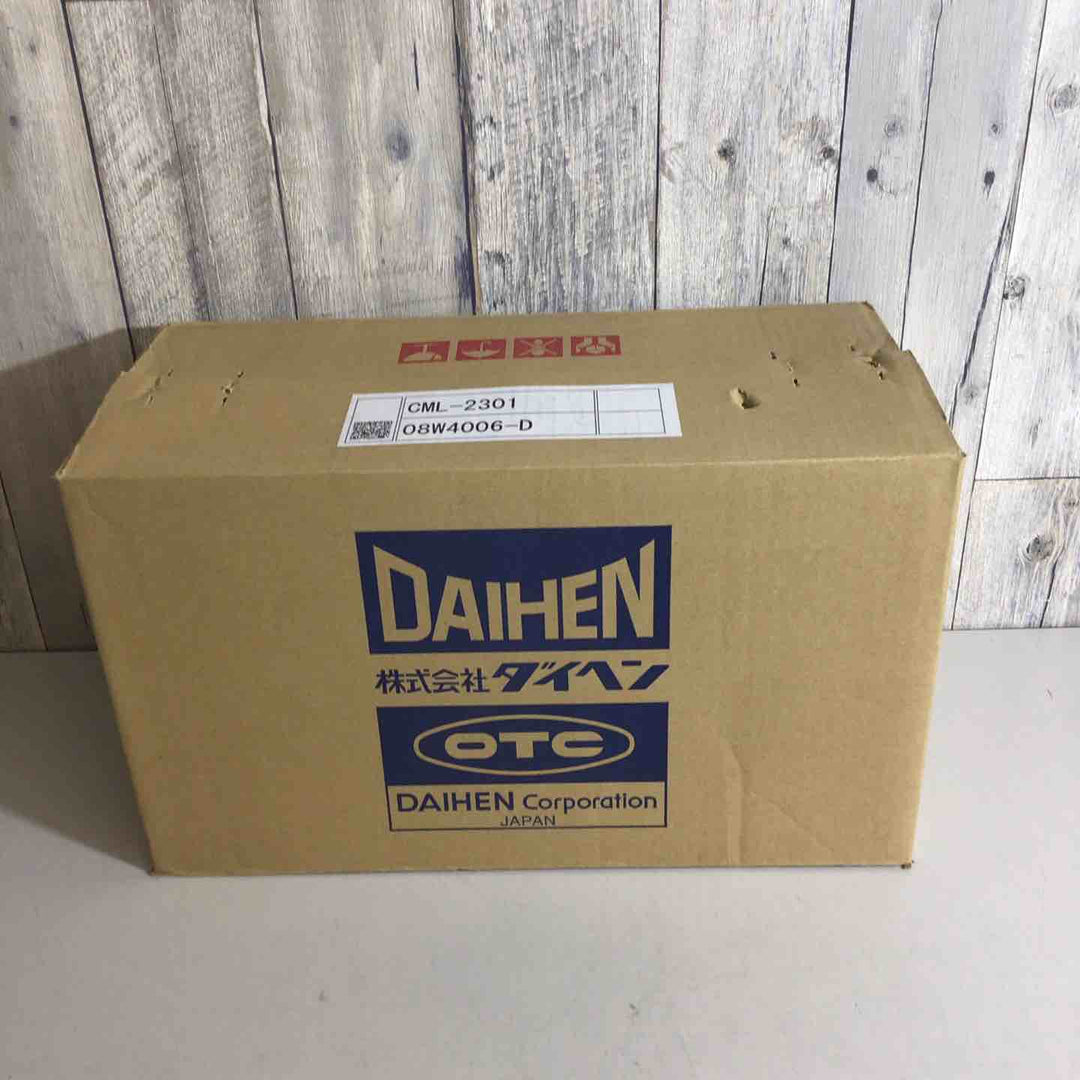 CML-2301
08W4006-D
DAIHEN
株式会社ダイヘン
OTC
DAIHEN Corporation
JAPAN